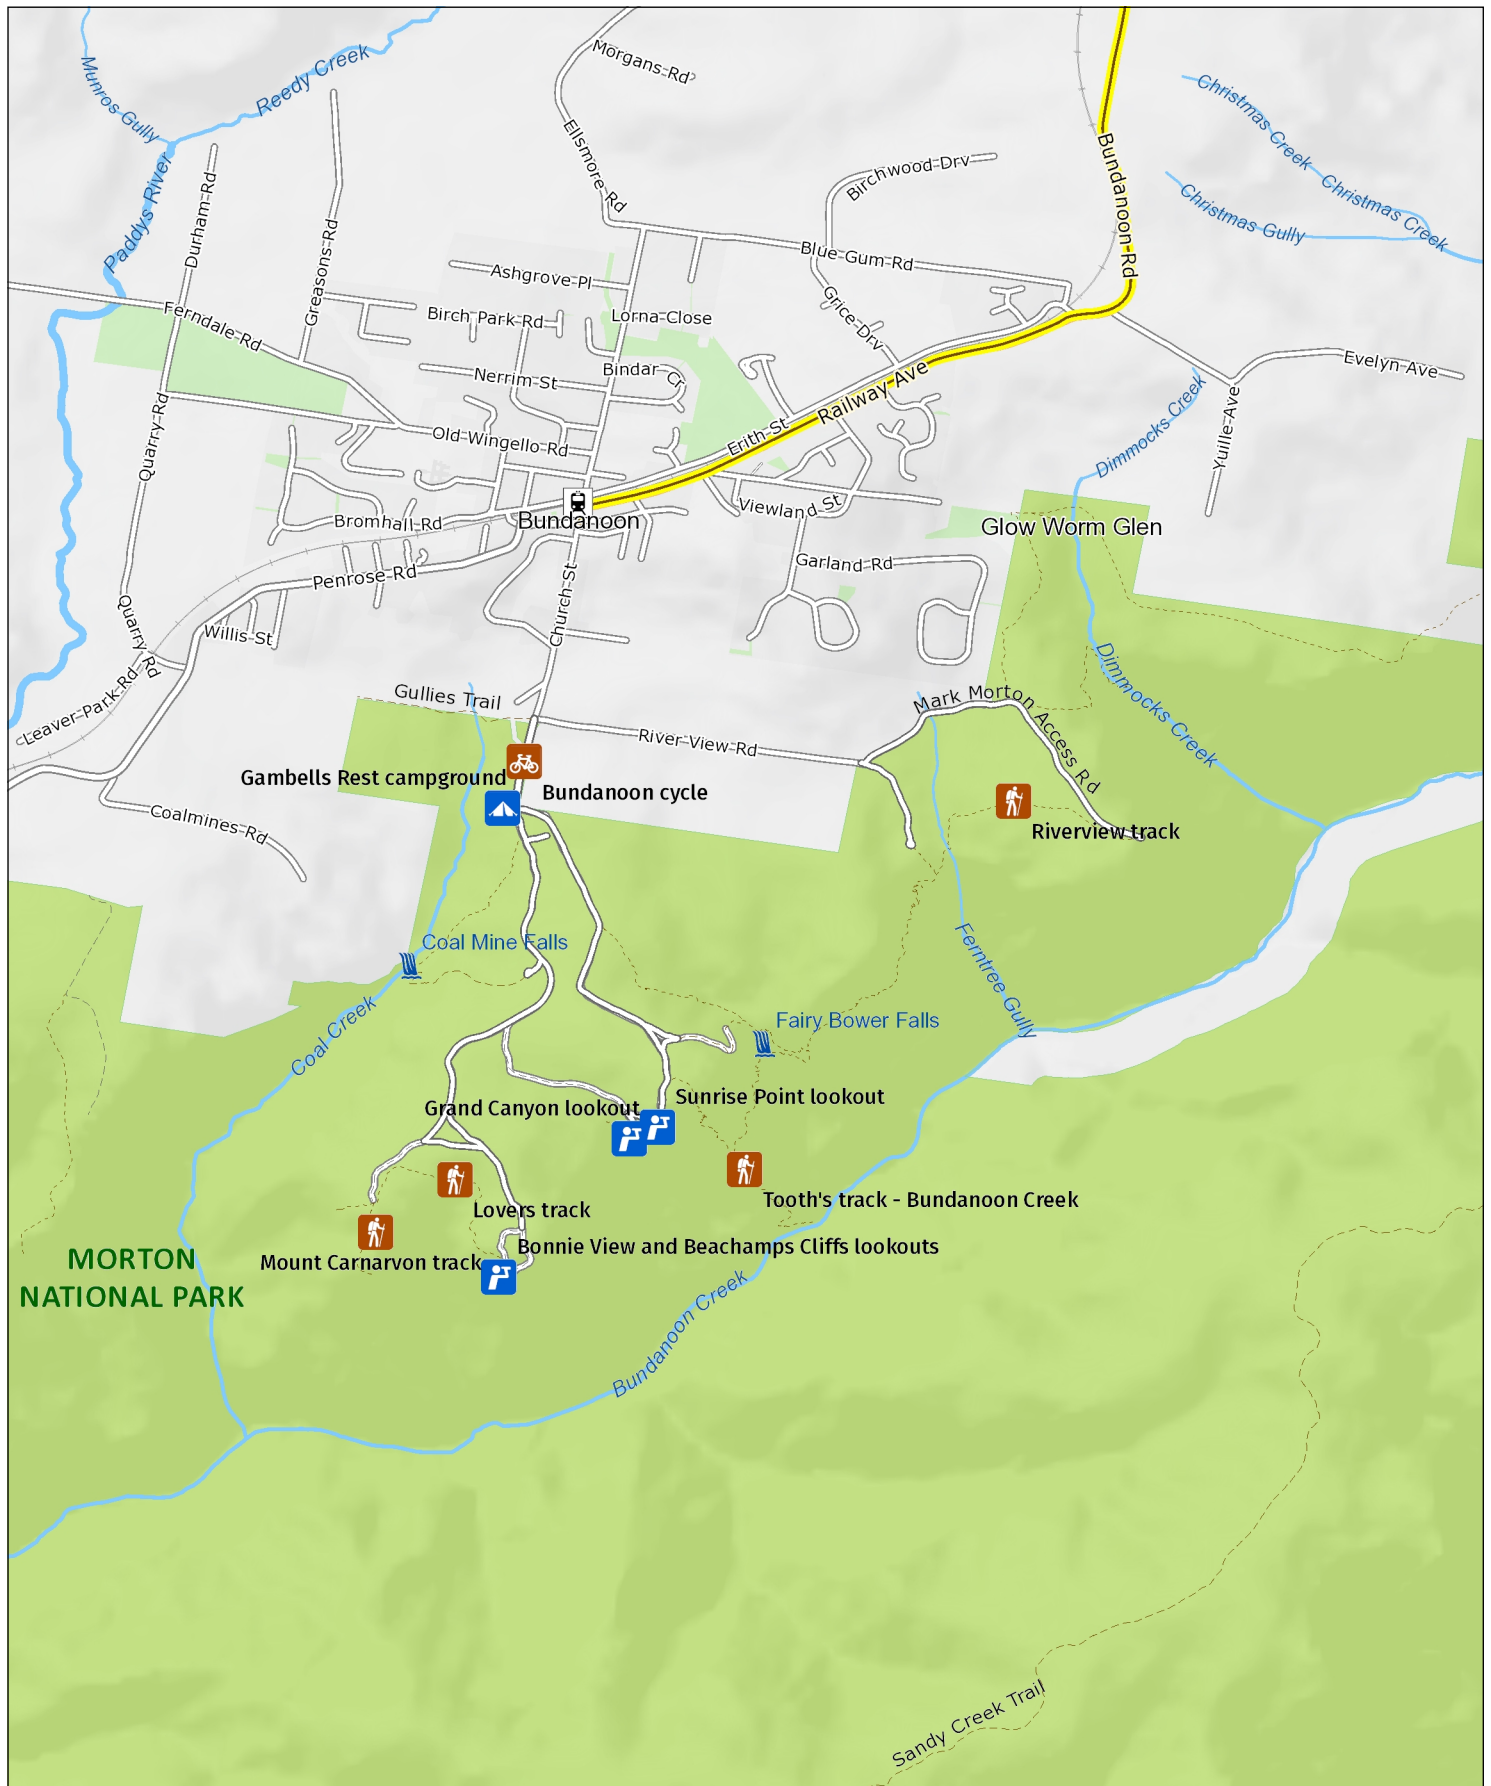 Morgans Rd
Munros Gully
Reedy Creek
Christmas Creek
Ellsmore Rd
Bundanoon Rd
Birchwood Drv
Paddys River
Durham Rd
Christmas Creek
Christmas Gully
Greasons Rd
Blue Gum Rd
Ashgrove Pl
Ferndale Rd
Birch Park Rd
Lorna Close
Grice Drv
Nerrim St
Bindar Cr
Evelyn Ave
Railway Ave
Dimmocks Creek
Yuille Ave
Quarry Rd
Old Wingello Rd
Erith St
Viewland St
Bromhall Rd
Bundanoon
Glow Worm Glen
Penrose Rd
Garland Rd
Church St
Quarry Rd
Willis St
Leaver Park Rd
Dimmocks Creek
Gullies Trail
Mark Morton Access Rd
River View Rd
Gambells Rest campground
Bundanoon cycle
Coalmines Rd
Riverview track
Coal Mine Falls
Ferntree Gully
Coal Creek
Fairy Bower Falls
Grand Canyon lookout
Sunrise Point lookout
Lovers track
Tooth's track - Bundanoon Creek
Mount Carnarvon track
Bonnie View and Beachamps Cliffs lookouts
MORTON
NATIONAL PARK
Bundanoon Creek
Sandy Creek Trail